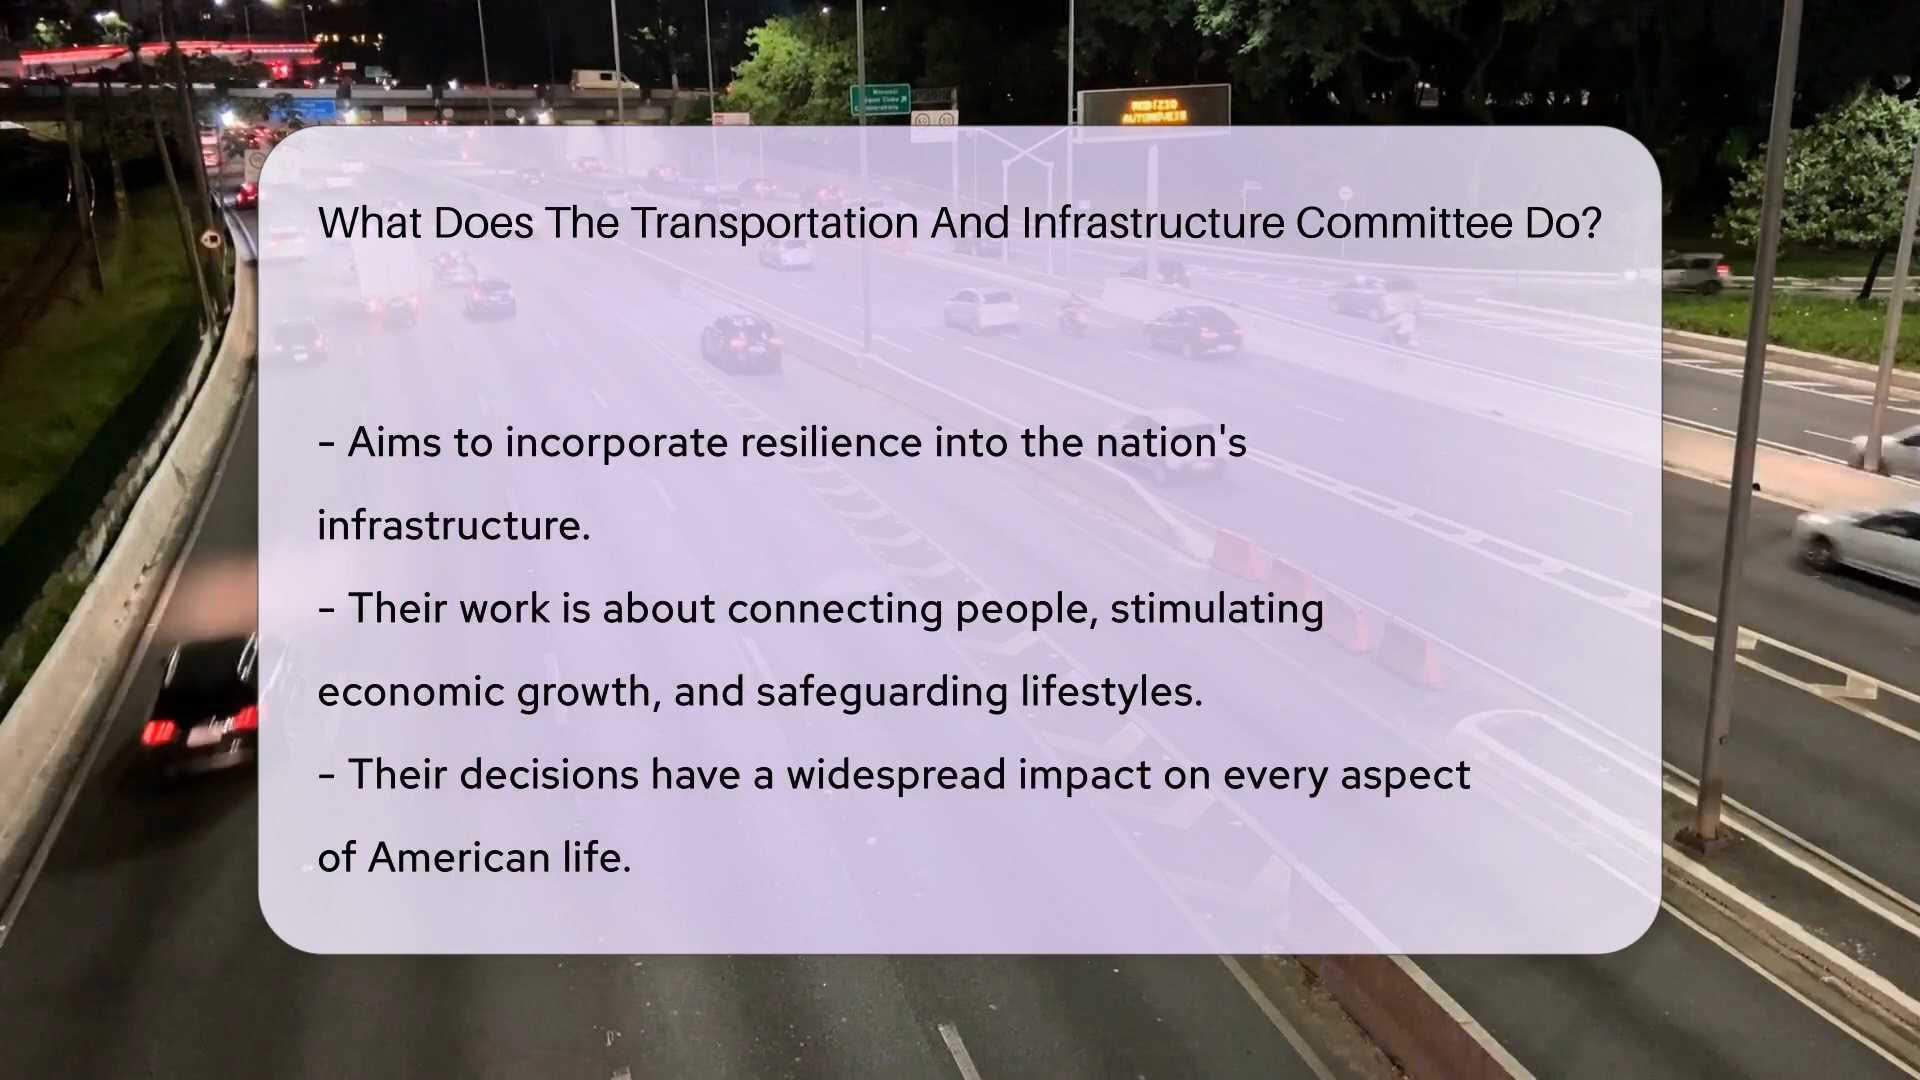 RODÍZIO
AUTOMÓVEIS
What Does The Transportation And Infrastructure Committee Do?
- Aims to incorporate resilience into the nation's
infrastructure.
- Their work is about connecting people, stimulating
economic growth, and safeguarding lifestyles.
- Their decisions have a widespread impact on every aspect
of American life.